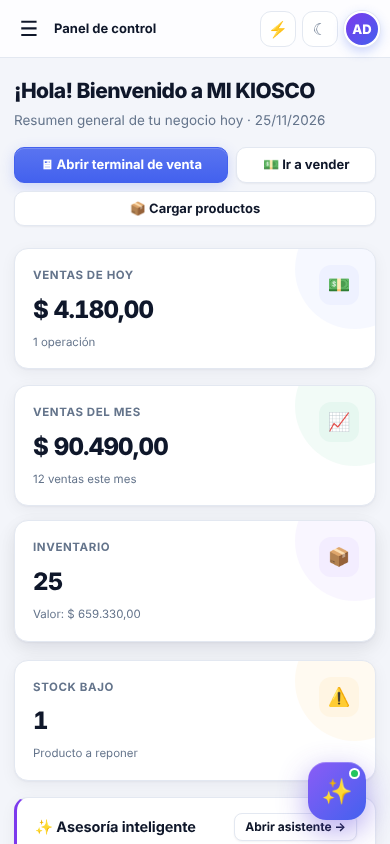 ☰ Panel de control ⚡ ☾ AD
¡Hola! Bienvenido a MI KIOSCO
Resumen general de tu negocio hoy · 25/11/2026
🖥 Abrir terminal de venta
💵 Ir a vender
📦 Cargar productos
VENTAS DE HOY
$ 4.180,00
1 operación
VENTAS DEL MES
$ 90.490,00
12 ventas este mes
INVENTARIO
25
Valor: $ 659.330,00
STOCK BAJO
1
Producto a reponer
✨ Asesoría inteligente
Abrir asistente →